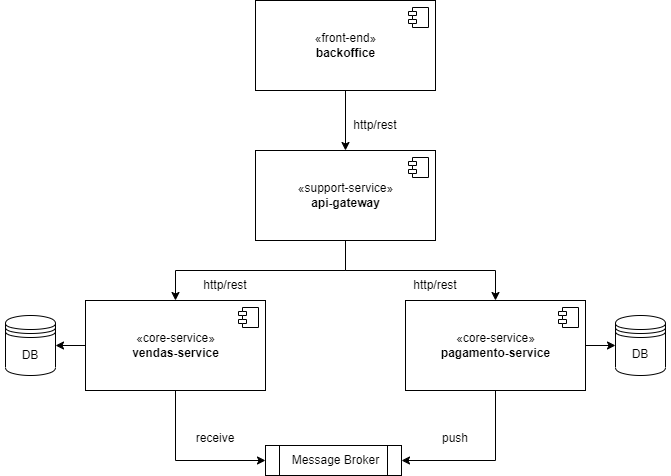 «front-end»
backoffice
http/rest
«support-service»
api-gateway
http/rest
http/rest
DB
«core-service»
vendas-service
«core-service»
pagamento-service
DB
receive
push
Message Broker